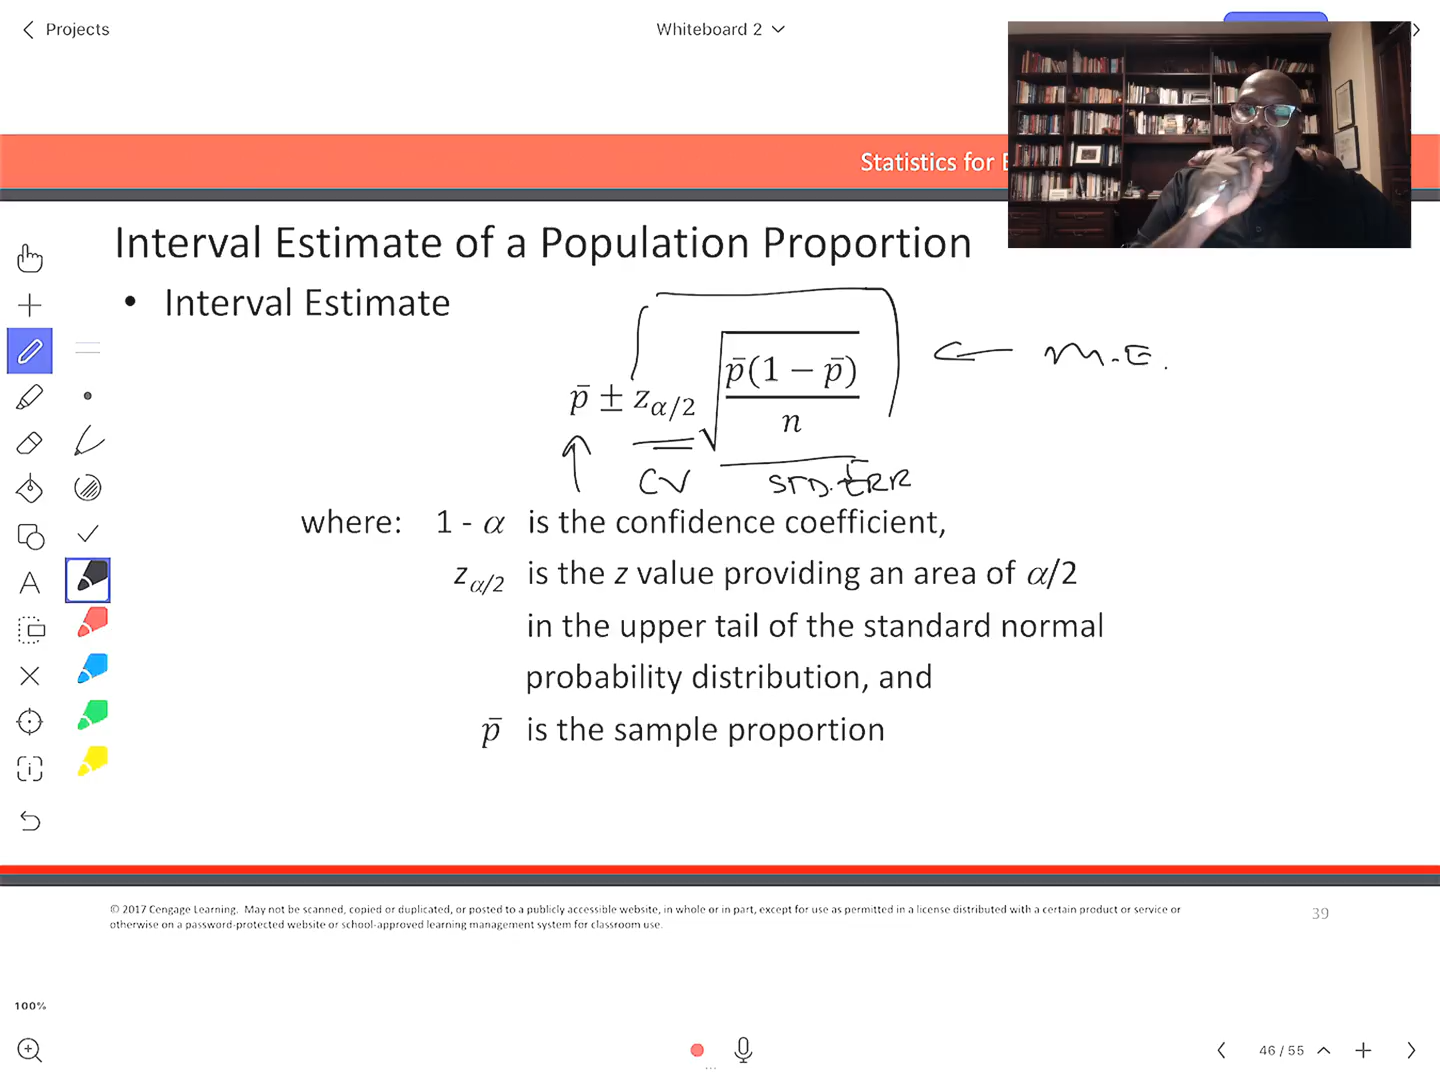 Projects
Whiteboard 2
Statistics for
Interval Estimate of a Population Proportion
• Interval Estimate
p̄ ± z_{α/2} √(p̄(1 − p̄)/n) ← M.E.
CV STD. ERR
where: 1 - α is the confidence coefficient,
z_{α/2} is the z value providing an area of α/2
in the upper tail of the standard normal
probability distribution, and
p̄ is the sample proportion
A
© 2017 Cengage Learning. May not be scanned, copied or duplicated, or posted to a publicly accessible website, in whole or in part, except for use as permitted in a license distributed with a certain product or service or
otherwise on a password-protected website or school-approved learning management system for classroom use.
39
100%
46 / 55